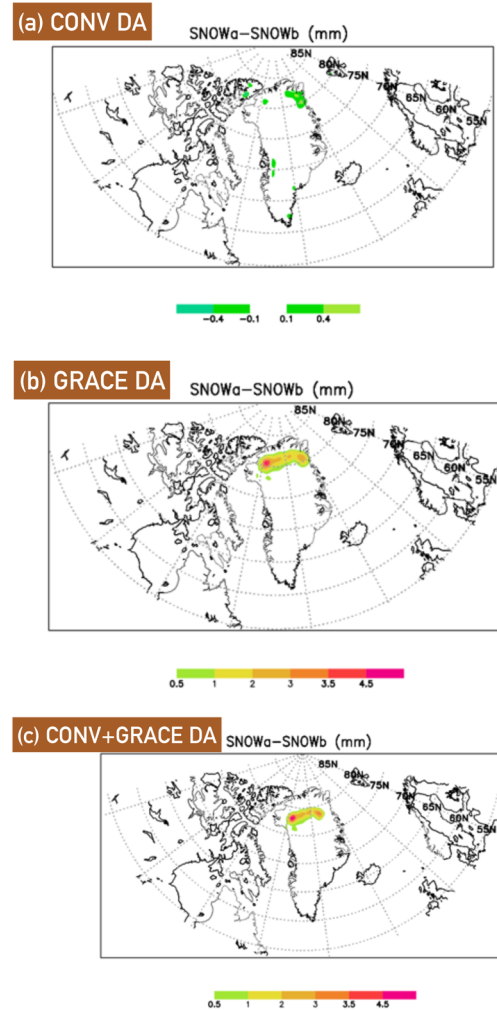 (a) CONV DA
SNOWa-SNOWb (mm)
85N
80N
75N
70N
65N
60N
55N
-0.4 -0.1 0.1 0.4
(b) GRACE DA
SNOWa-SNOWb (mm)
85N
80N
75N
70N
65N
60N
55N
0.5 1 2 3 3.5 4.5
(c) CONV+GRACE DA
SNOWa-SNOWb (mm)
85N
80N
75N
70N
65N
60N
55N
0.5 1 2 3 3.5 4.5